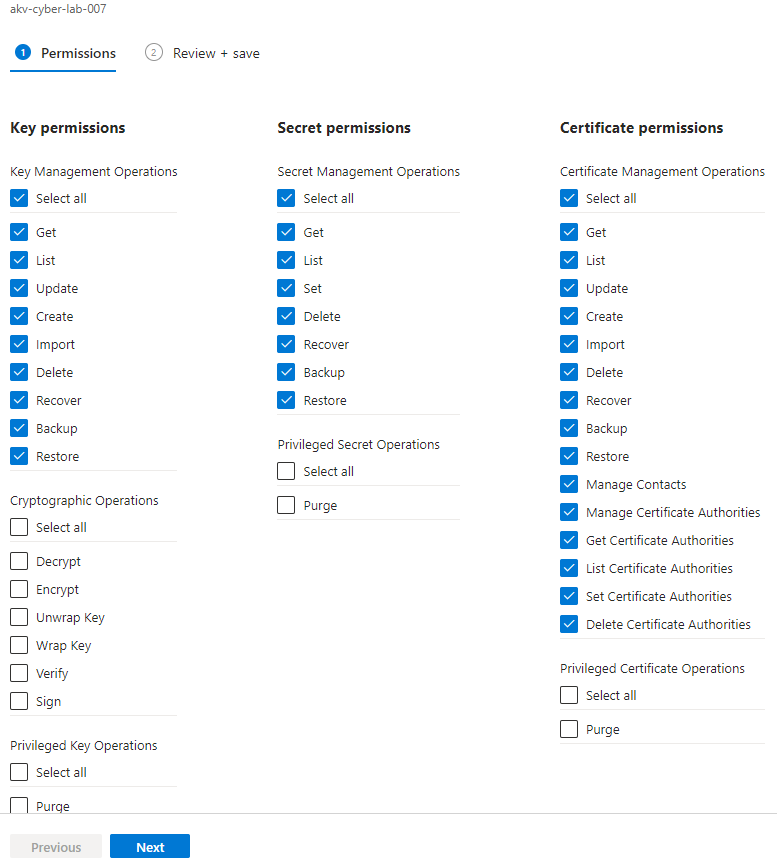 akv-cyber-lab-007
1 Permissions
2 Review + save
Key permissions
Key Management Operations
Select all
Get
List
Update
Create
Import
Delete
Recover
Backup
Restore
Cryptographic Operations
Select all
Decrypt
Encrypt
Unwrap Key
Wrap Key
Verify
Sign
Privileged Key Operations
Select all
Purge
Secret permissions
Secret Management Operations
Select all
Get
List
Set
Delete
Recover
Backup
Restore
Privileged Secret Operations
Select all
Purge
Certificate permissions
Certificate Management Operations
Select all
Get
List
Update
Create
Import
Delete
Recover
Backup
Restore
Manage Contacts
Manage Certificate Authorities
Get Certificate Authorities
List Certificate Authorities
Set Certificate Authorities
Delete Certificate Authorities
Privileged Certificate Operations
Select all
Purge
Previous
Next